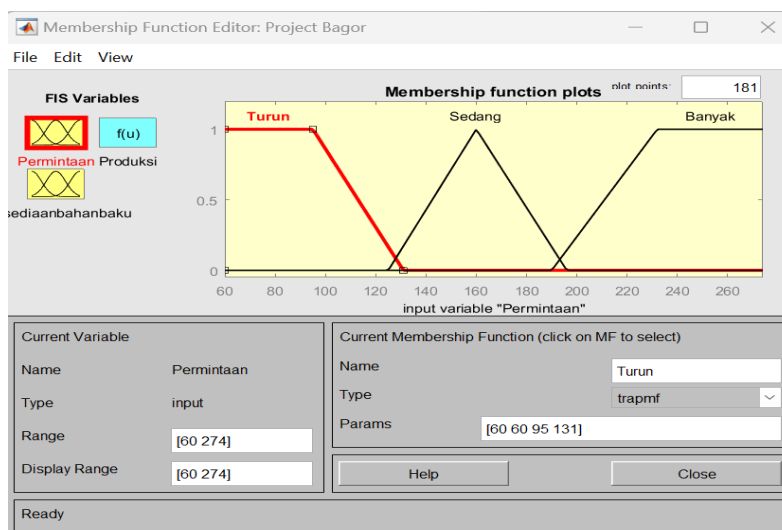 Membership Function Editor: Project Bagor
File Edit View
FIS Variables
f(u)
Permintaan Produksi
sediaanbahanbaku
Membership function plots
plot points:
181
Turun Sedang Banyak
1
0.5
0
60 80 100 120 140 160 180 200 220 240 260
input variable "Permintaan"
Current Variable
Name Permintaan
Type input
Range [60 274]
Display Range [60 274]
Current Membership Function (click on MF to select)
Name Turun
Type trapmf
Params [60 60 95 131]
Help Close
Ready